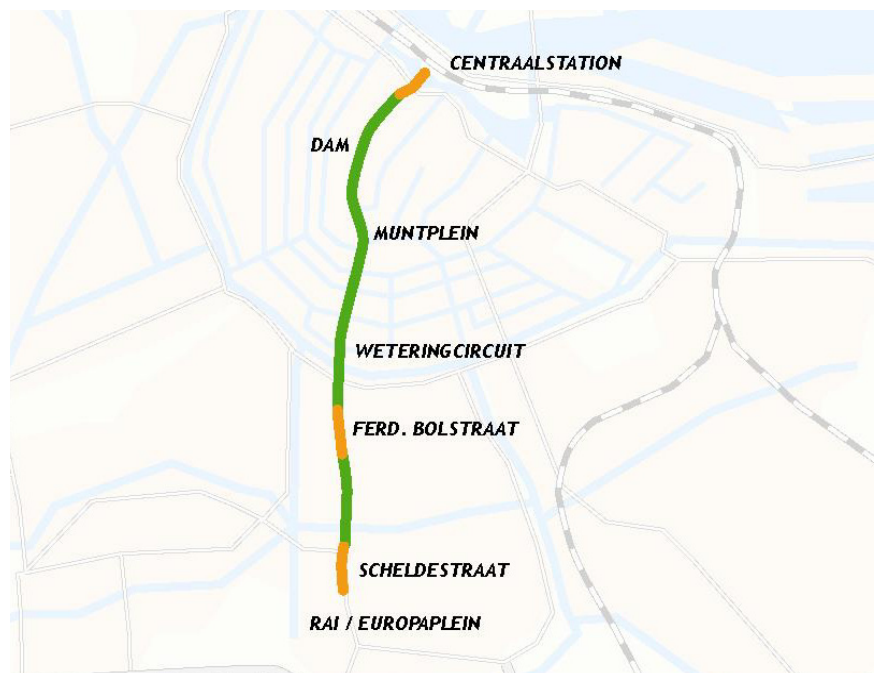 CENTRAALSTATION
DAM
MUNTPLEIN
WETERINGCIRCUIT
FERD. BOLSTRAAT
SCHELDESTRAAT
RAI / EUROPAPLEIN